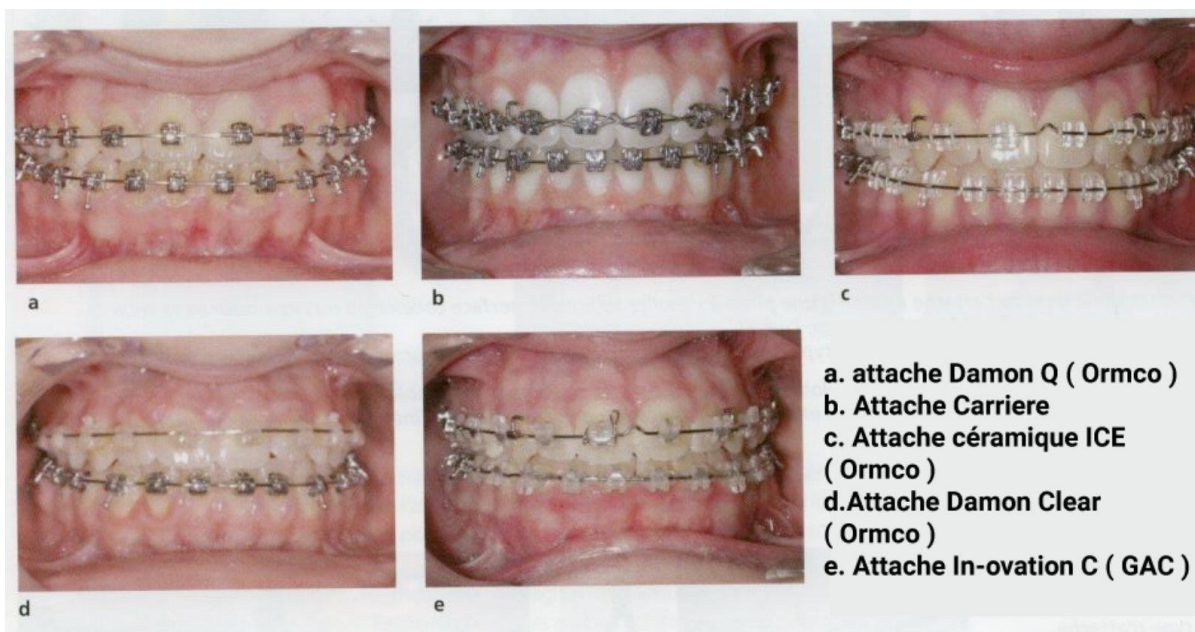 a
b
c
d
e
a. attache Damon Q ( Ormco )
b. Attache Carriere
c. Attache céramique ICE
( Ormco )
d.Attache Damon Clear
( Ormco )
e. Attache In-ovation C ( GAC )